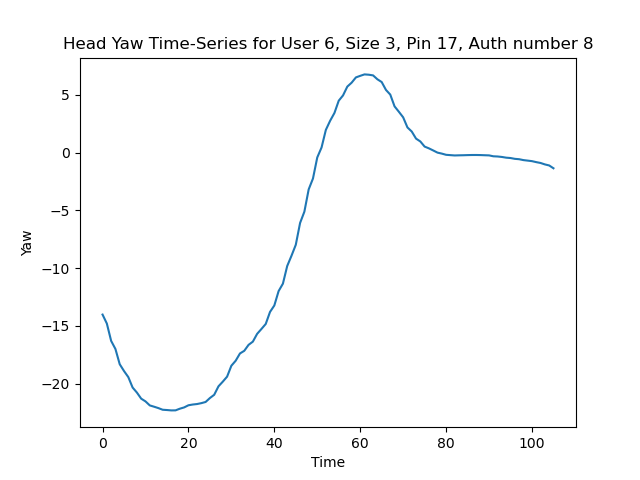 Head Yaw Time-Series for User 6, Size 3, Pin 17, Auth number 8
5
0
−5
−10
−15
−20
Yaw
0 20 40 60 80 100
Time